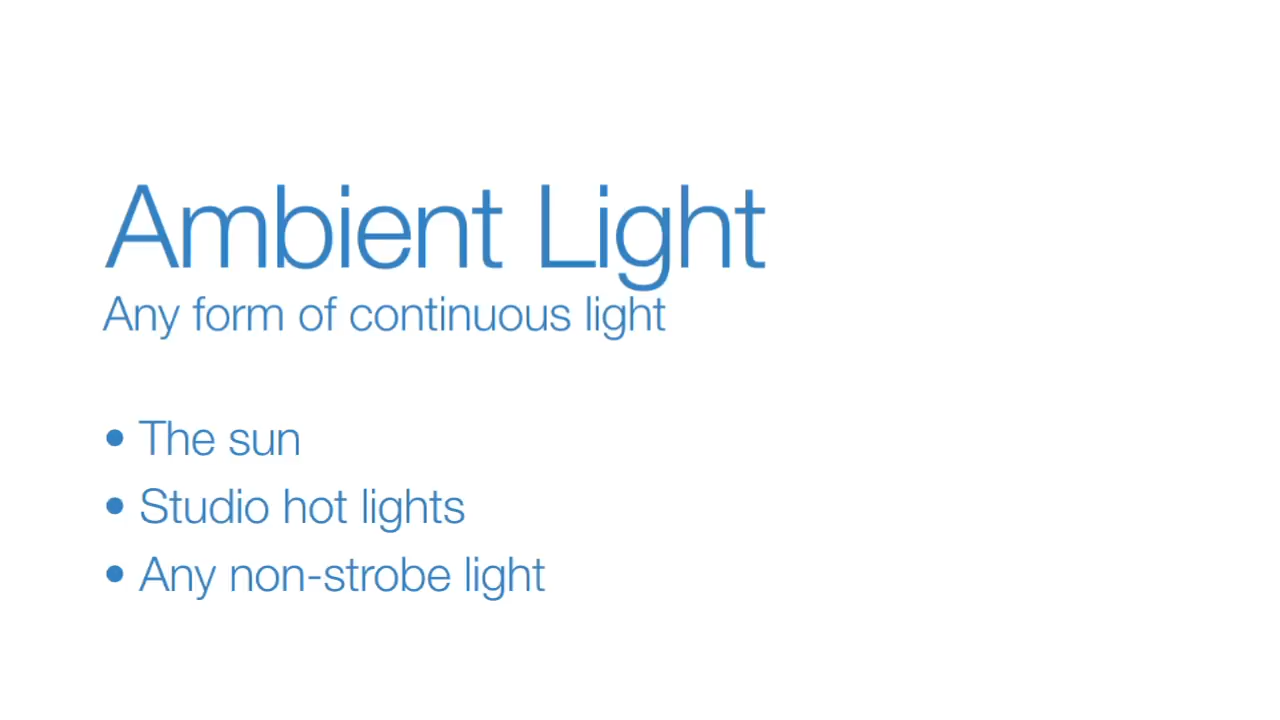 Ambient Light
Any form of continuous light
• The sun
• Studio hot lights
• Any non-strobe light